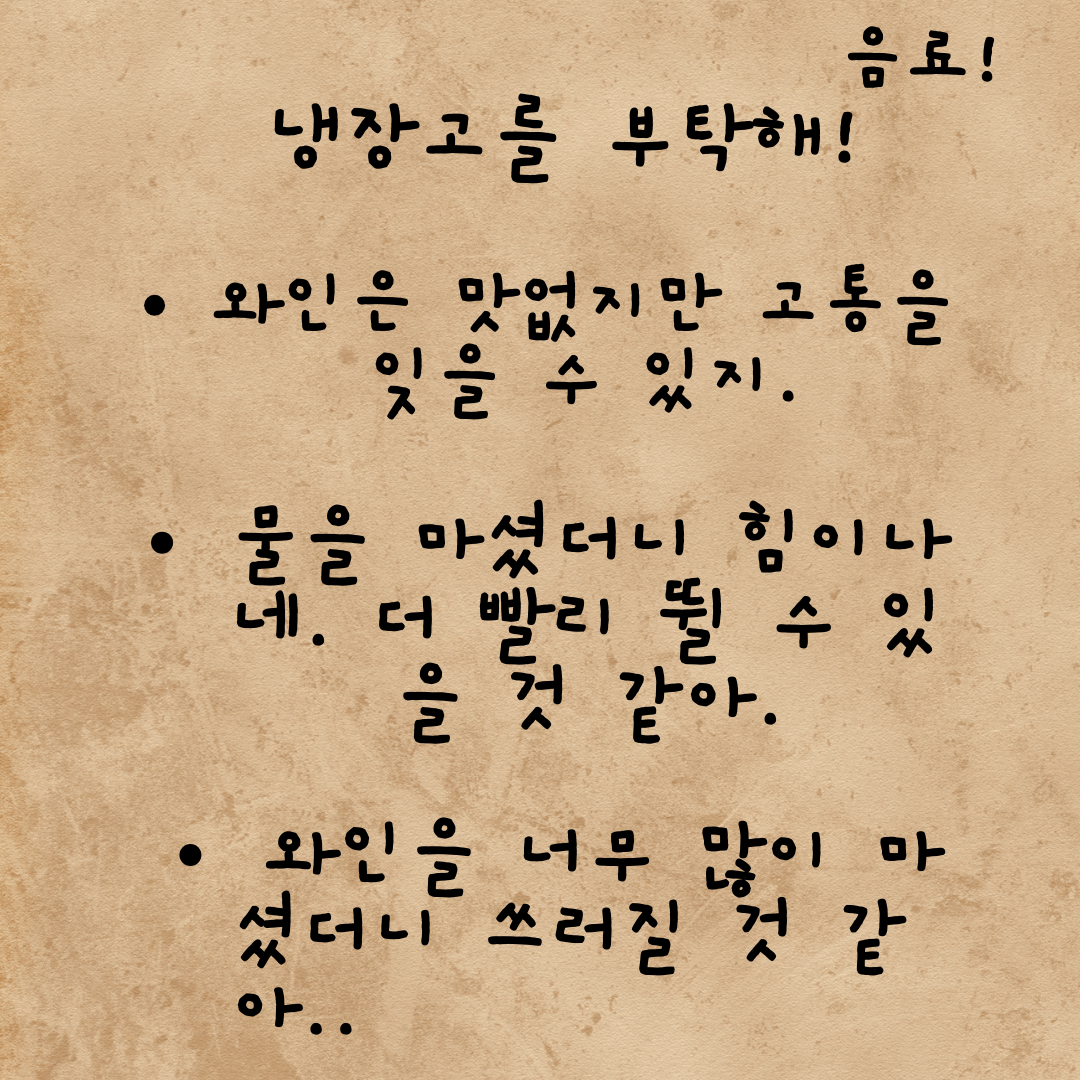 음료!
냉장고를 부탁해!
• 와인은 맛없지만 고통을
잊을 수 있지.
• 물을 마셨더니 힘이나
네. 더 빨리 뛸 수 있
을 것 같아.
• 와인을 너무 많이 마
셨더니 쓰러질 것 같
아..